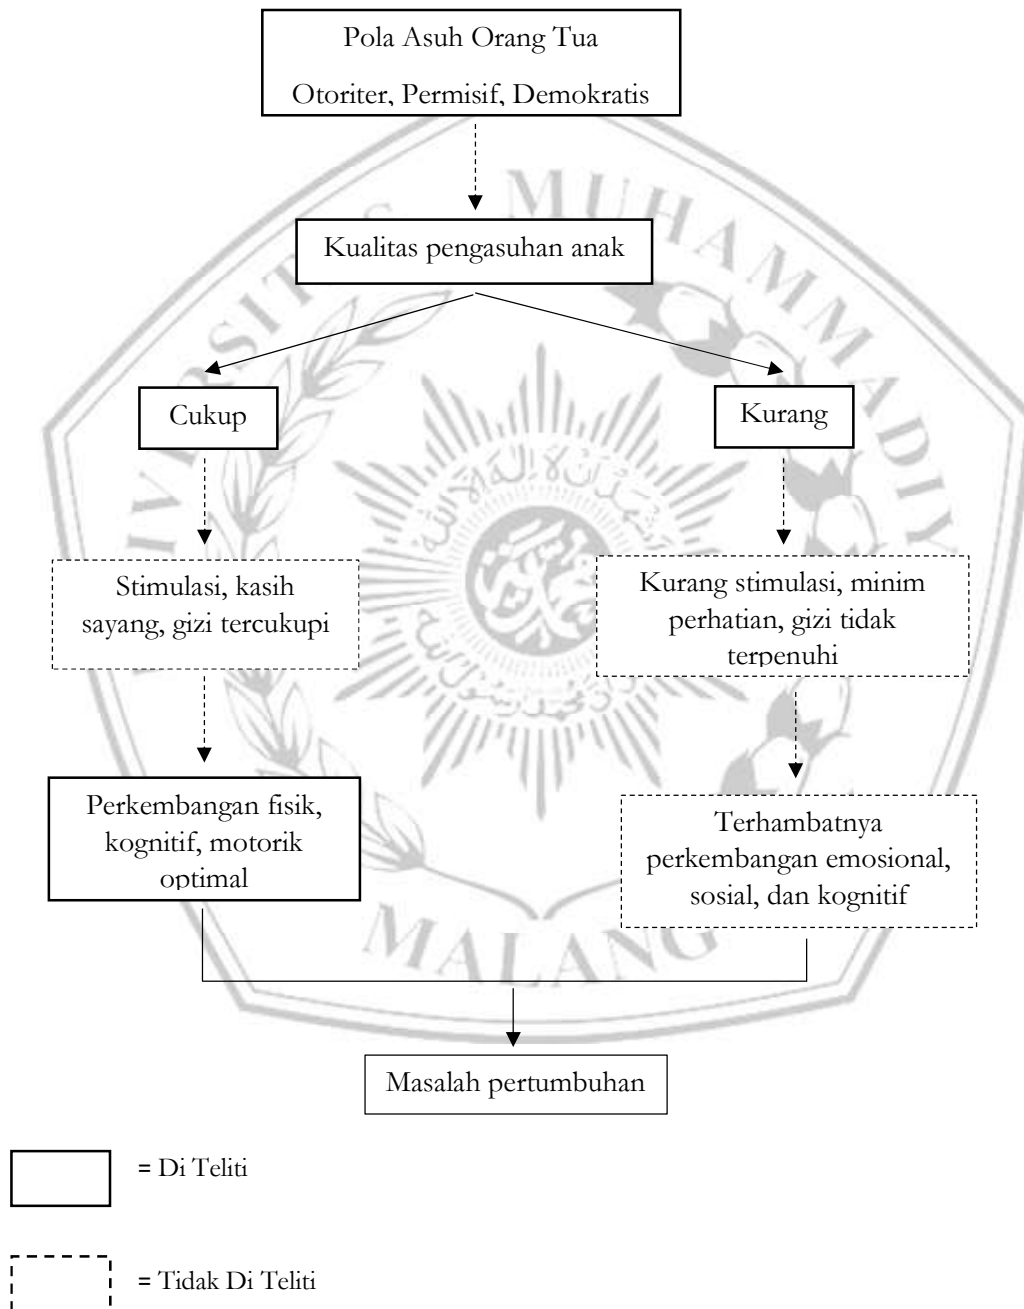 Pola Asuh Orang Tua
Otoriter, Permisif, Demokratis
Kualitas pengasuhan anak
Cukup
Kurang
Stimulasi, kasih
sayang, gizi tercukupi
Kurang stimulasi, minim
perhatian, gizi tidak
terpenuhi
Perkembangan fisik,
kognitif, motorik
optimal
Terhambatnya
perkembangan emosional,
sosial, dan kognitif
Masalah pertumbuhan
= Di Teliti
= Tidak Di Teliti
MUHAMMADIY
MALANG